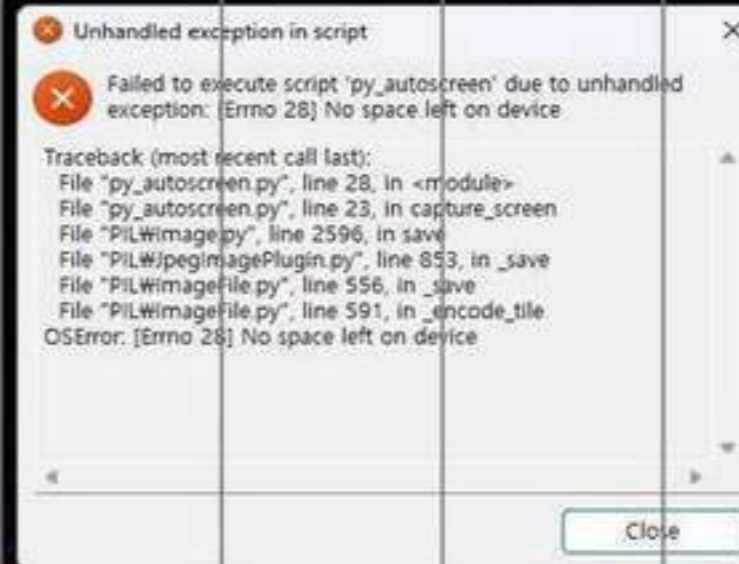 Unhandled exception in script
Failed to execute script 'py_autoscreen' due to unhandled
exception: [Errno 28] No space left on device
Traceback (most recent call last):
File "py_autoscreen.py", line 28, in <module>
File "py_autoscreen.py", line 23, in capture_screen
File "PIL₩Image.py", line 2596, in save
File "PIL₩JpegImagePlugin.py", line 853, in _save
File "PIL₩ImageFile.py", line 556, in _save
File "PIL₩ImageFile.py", line 591, in _encode_tile
OSError: [Errno 28] No space left on device
Close